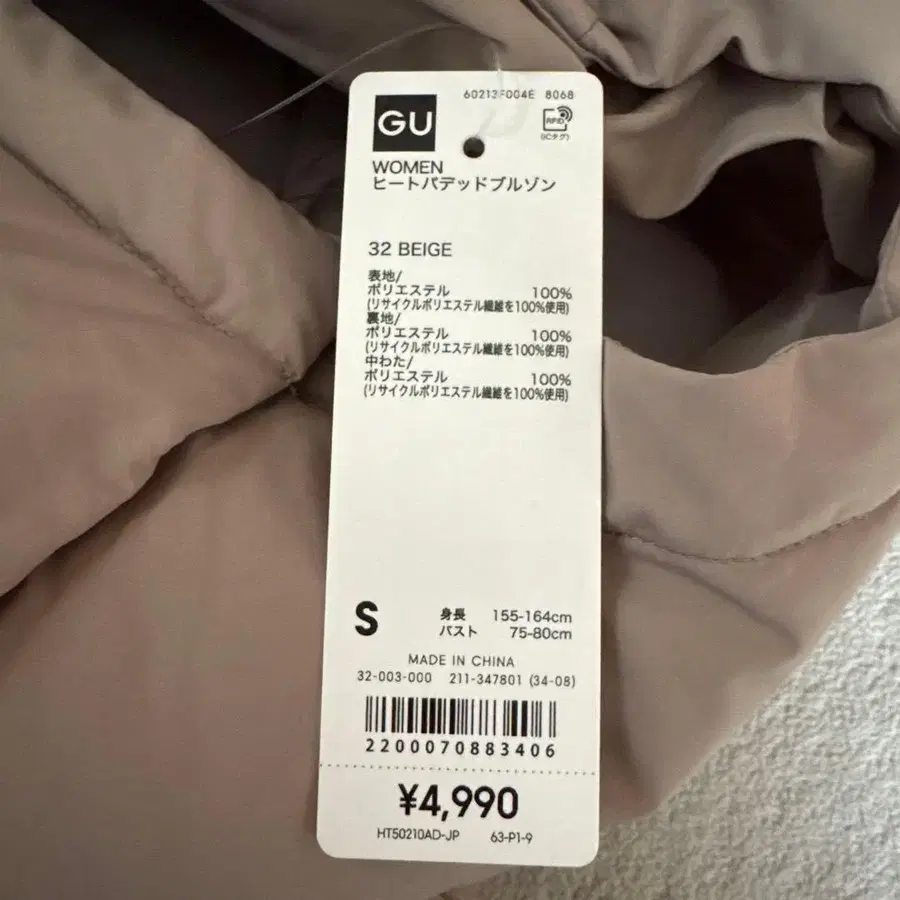 60213F004E 8068
GU
RFID
(ICタグ)
WOMEN
ヒートパデッドブルゾン
32 BEIGE
表地/
ポリエステル 100%
(リサイクルポリエステル繊維を100%使用)
裏地/
ポリエステル 100%
(リサイクルポリエステル繊維を100%使用)
中わた/
ポリエステル 100%
(リサイクルポリエステル繊維を100%使用)
S 身長 155-164cm
バスト 75-80cm
MADE IN CHINA
32-003-000 211-347801 (34-08)
2200070883406
¥4,990
HT50210AD-JP 63-P1-9